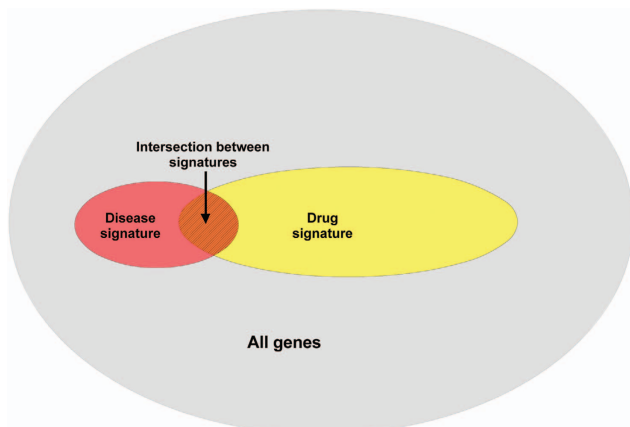 Intersection between
signatures
Disease
signature
Drug
signature
All genes